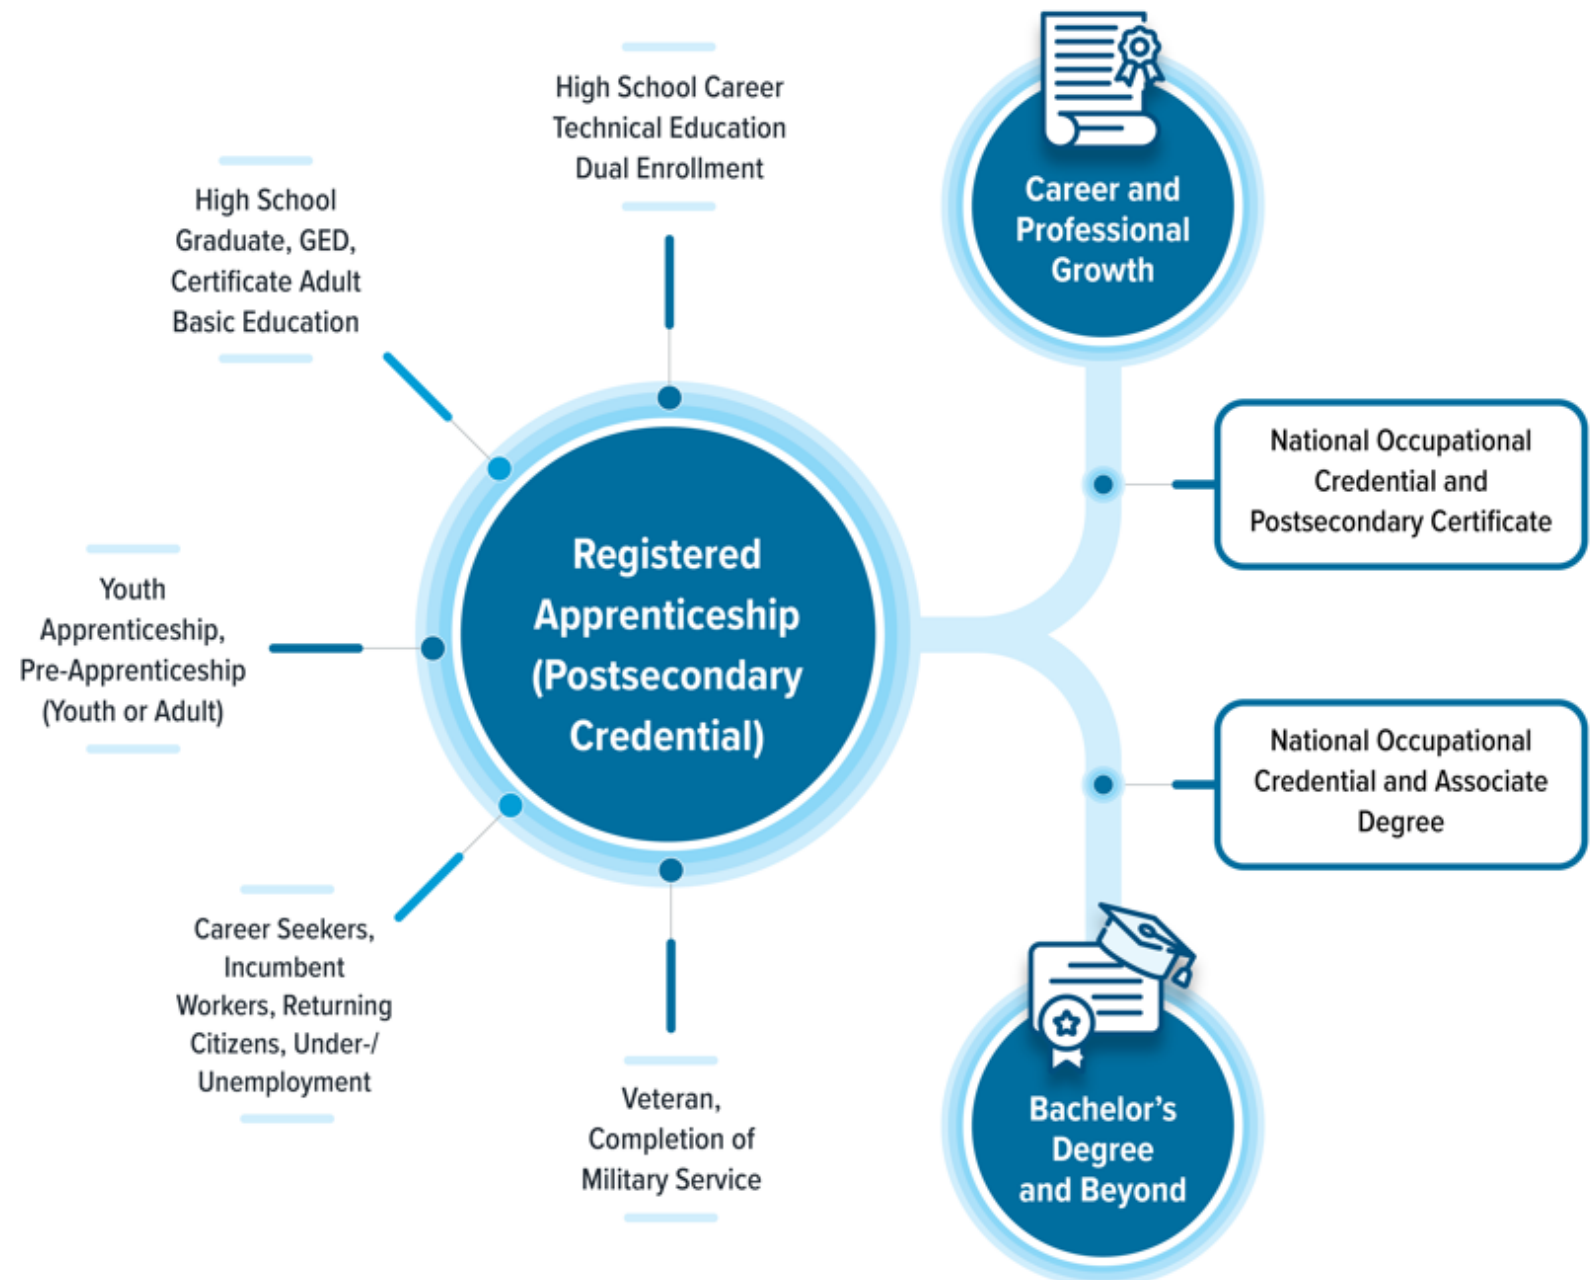 High School Career
Technical Education
Dual Enrollment
High School
Graduate, GED,
Certificate Adult
Basic Education
Youth
Apprenticeship,
Pre-Apprenticeship
(Youth or Adult)
Career Seekers,
Incumbent
Workers, Returning
Citizens, Under-/
Unemployment
Veteran,
Completion of
Military Service
Registered
Apprenticeship
(Postsecondary
Credential)
Career and
Professional
Growth
National Occupational
Credential and
Postsecondary Certificate
National Occupational
Credential and Associate
Degree
Bachelor’s
Degree
and Beyond